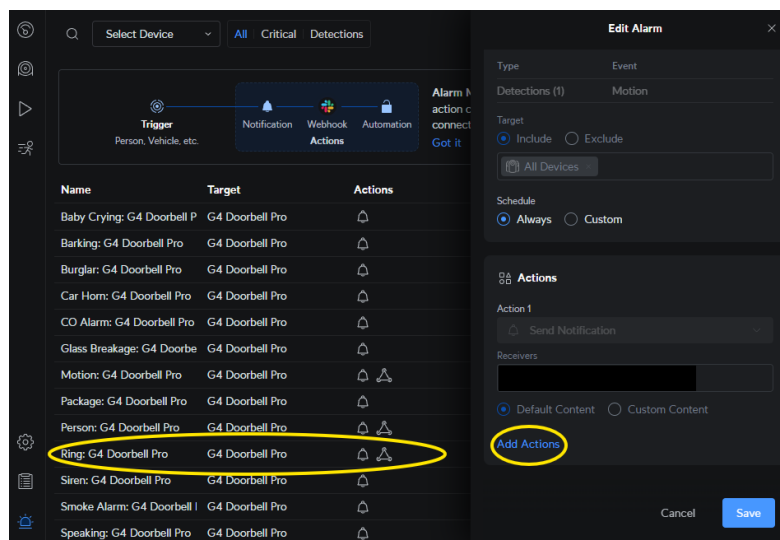 Select Device
All
Critical
Detections
Trigger
Person, Vehicle, etc.
Notification
Webhook
Automation
Actions
Alarm M
action c
connect
Got it
Name Target Actions
Baby Crying: G4 Doorbell P G4 Doorbell Pro
Barking: G4 Doorbell Pro G4 Doorbell Pro
Burglar: G4 Doorbell Pro G4 Doorbell Pro
Car Horn: G4 Doorbell Pro G4 Doorbell Pro
CO Alarm: G4 Doorbell Pro G4 Doorbell Pro
Glass Breakage: G4 Doorbe G4 Doorbell Pro
Motion: G4 Doorbell Pro G4 Doorbell Pro
Package: G4 Doorbell Pro G4 Doorbell Pro
Person: G4 Doorbell Pro G4 Doorbell Pro
Ring: G4 Doorbell Pro G4 Doorbell Pro
Siren: G4 Doorbell Pro G4 Doorbell Pro
Smoke Alarm: G4 Doorbell G4 Doorbell Pro
Speaking: G4 Doorbell Pro G4 Doorbell Pro
Edit Alarm
Type Event
Detections (1) Motion
Target
Include Exclude
All Devices
Schedule
Always Custom
Actions
Action 1
Send Notification
Receivers
Default Content Custom Content
Add Actions
Cancel Save